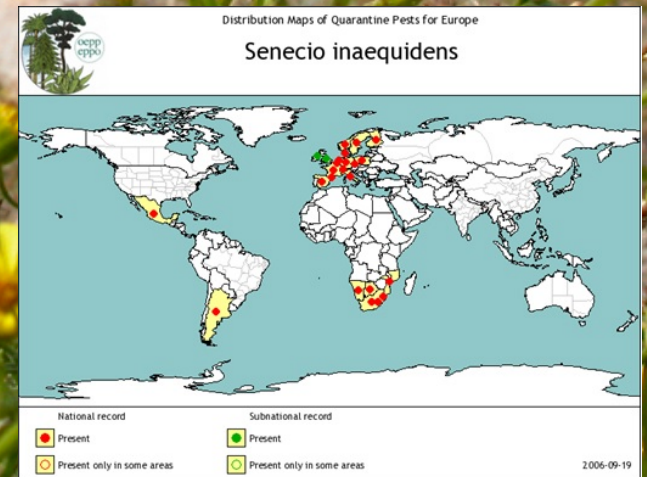 oepp
eppo
Distribution Maps of Quarantine Pests for Europe
Senecio inaequidens
National record
Subnational record
Present
Present
Present only in some areas
Present only in some areas
2006-09-19